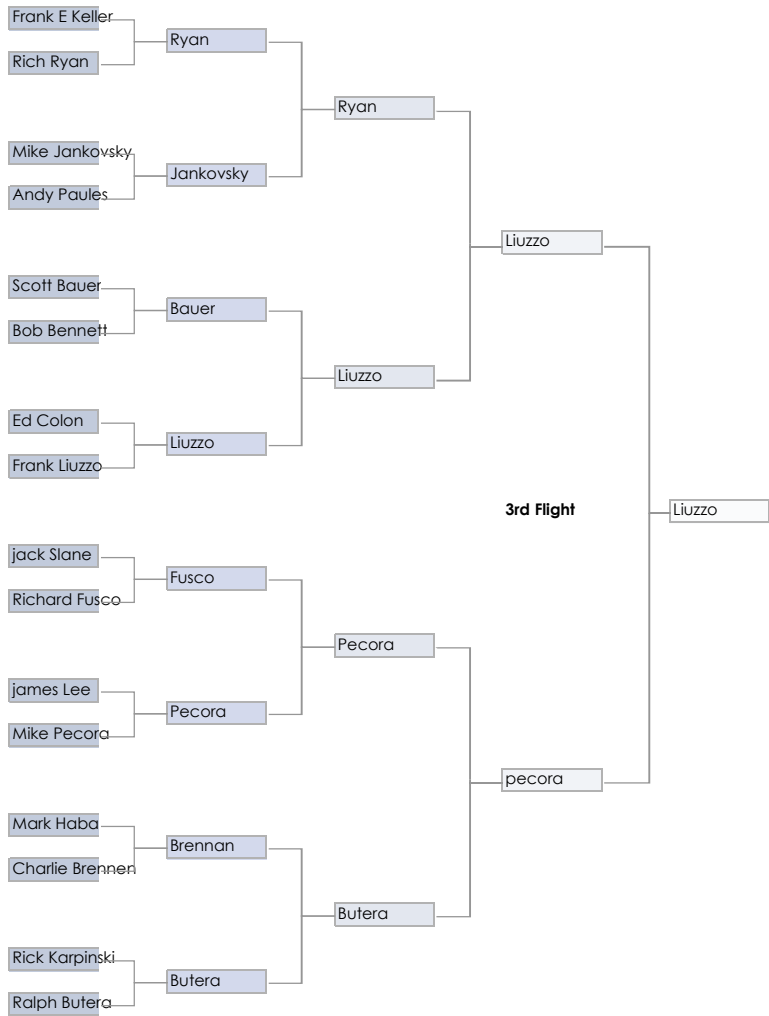 Frank E Keller
Rich Ryan
Ryan
Mike Jankovsky
Andy Paules
Jankovsky
Ryan
Scott Bauer
Bob Bennett
Bauer
Ed Colon
Frank Liuzzo
Liuzzo
Liuzzo
Liuzzo
jack Slane
Richard Fusco
Fusco
james Lee
Mike Pecora
Pecora
Pecora
Mark Haba
Charlie Brennen
Brennan
Rick Karpinski
Ralph Butera
Butera
Butera
pecora
3rd Flight
Liuzzo